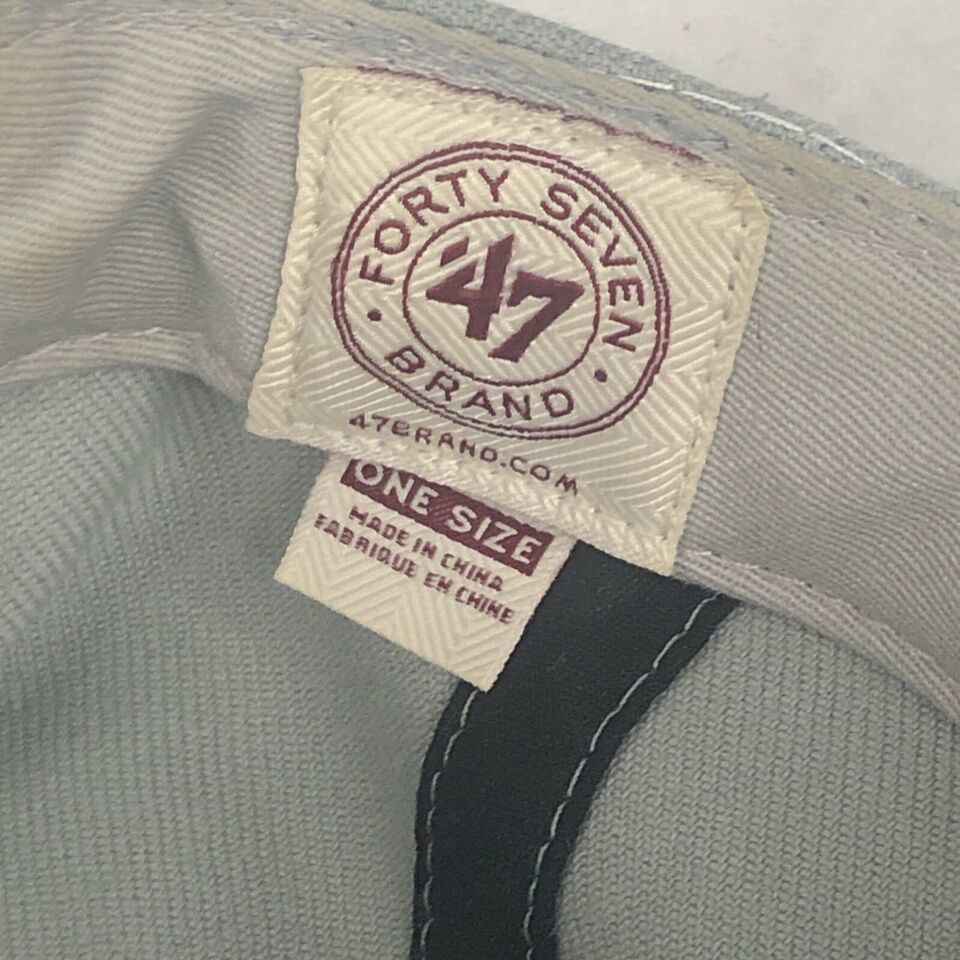 FORTY SEVEN
'47
• BRAND •
47BRAND.COM
ONE SIZE
MADE IN CHINA
FABRIQUE EN CHINE